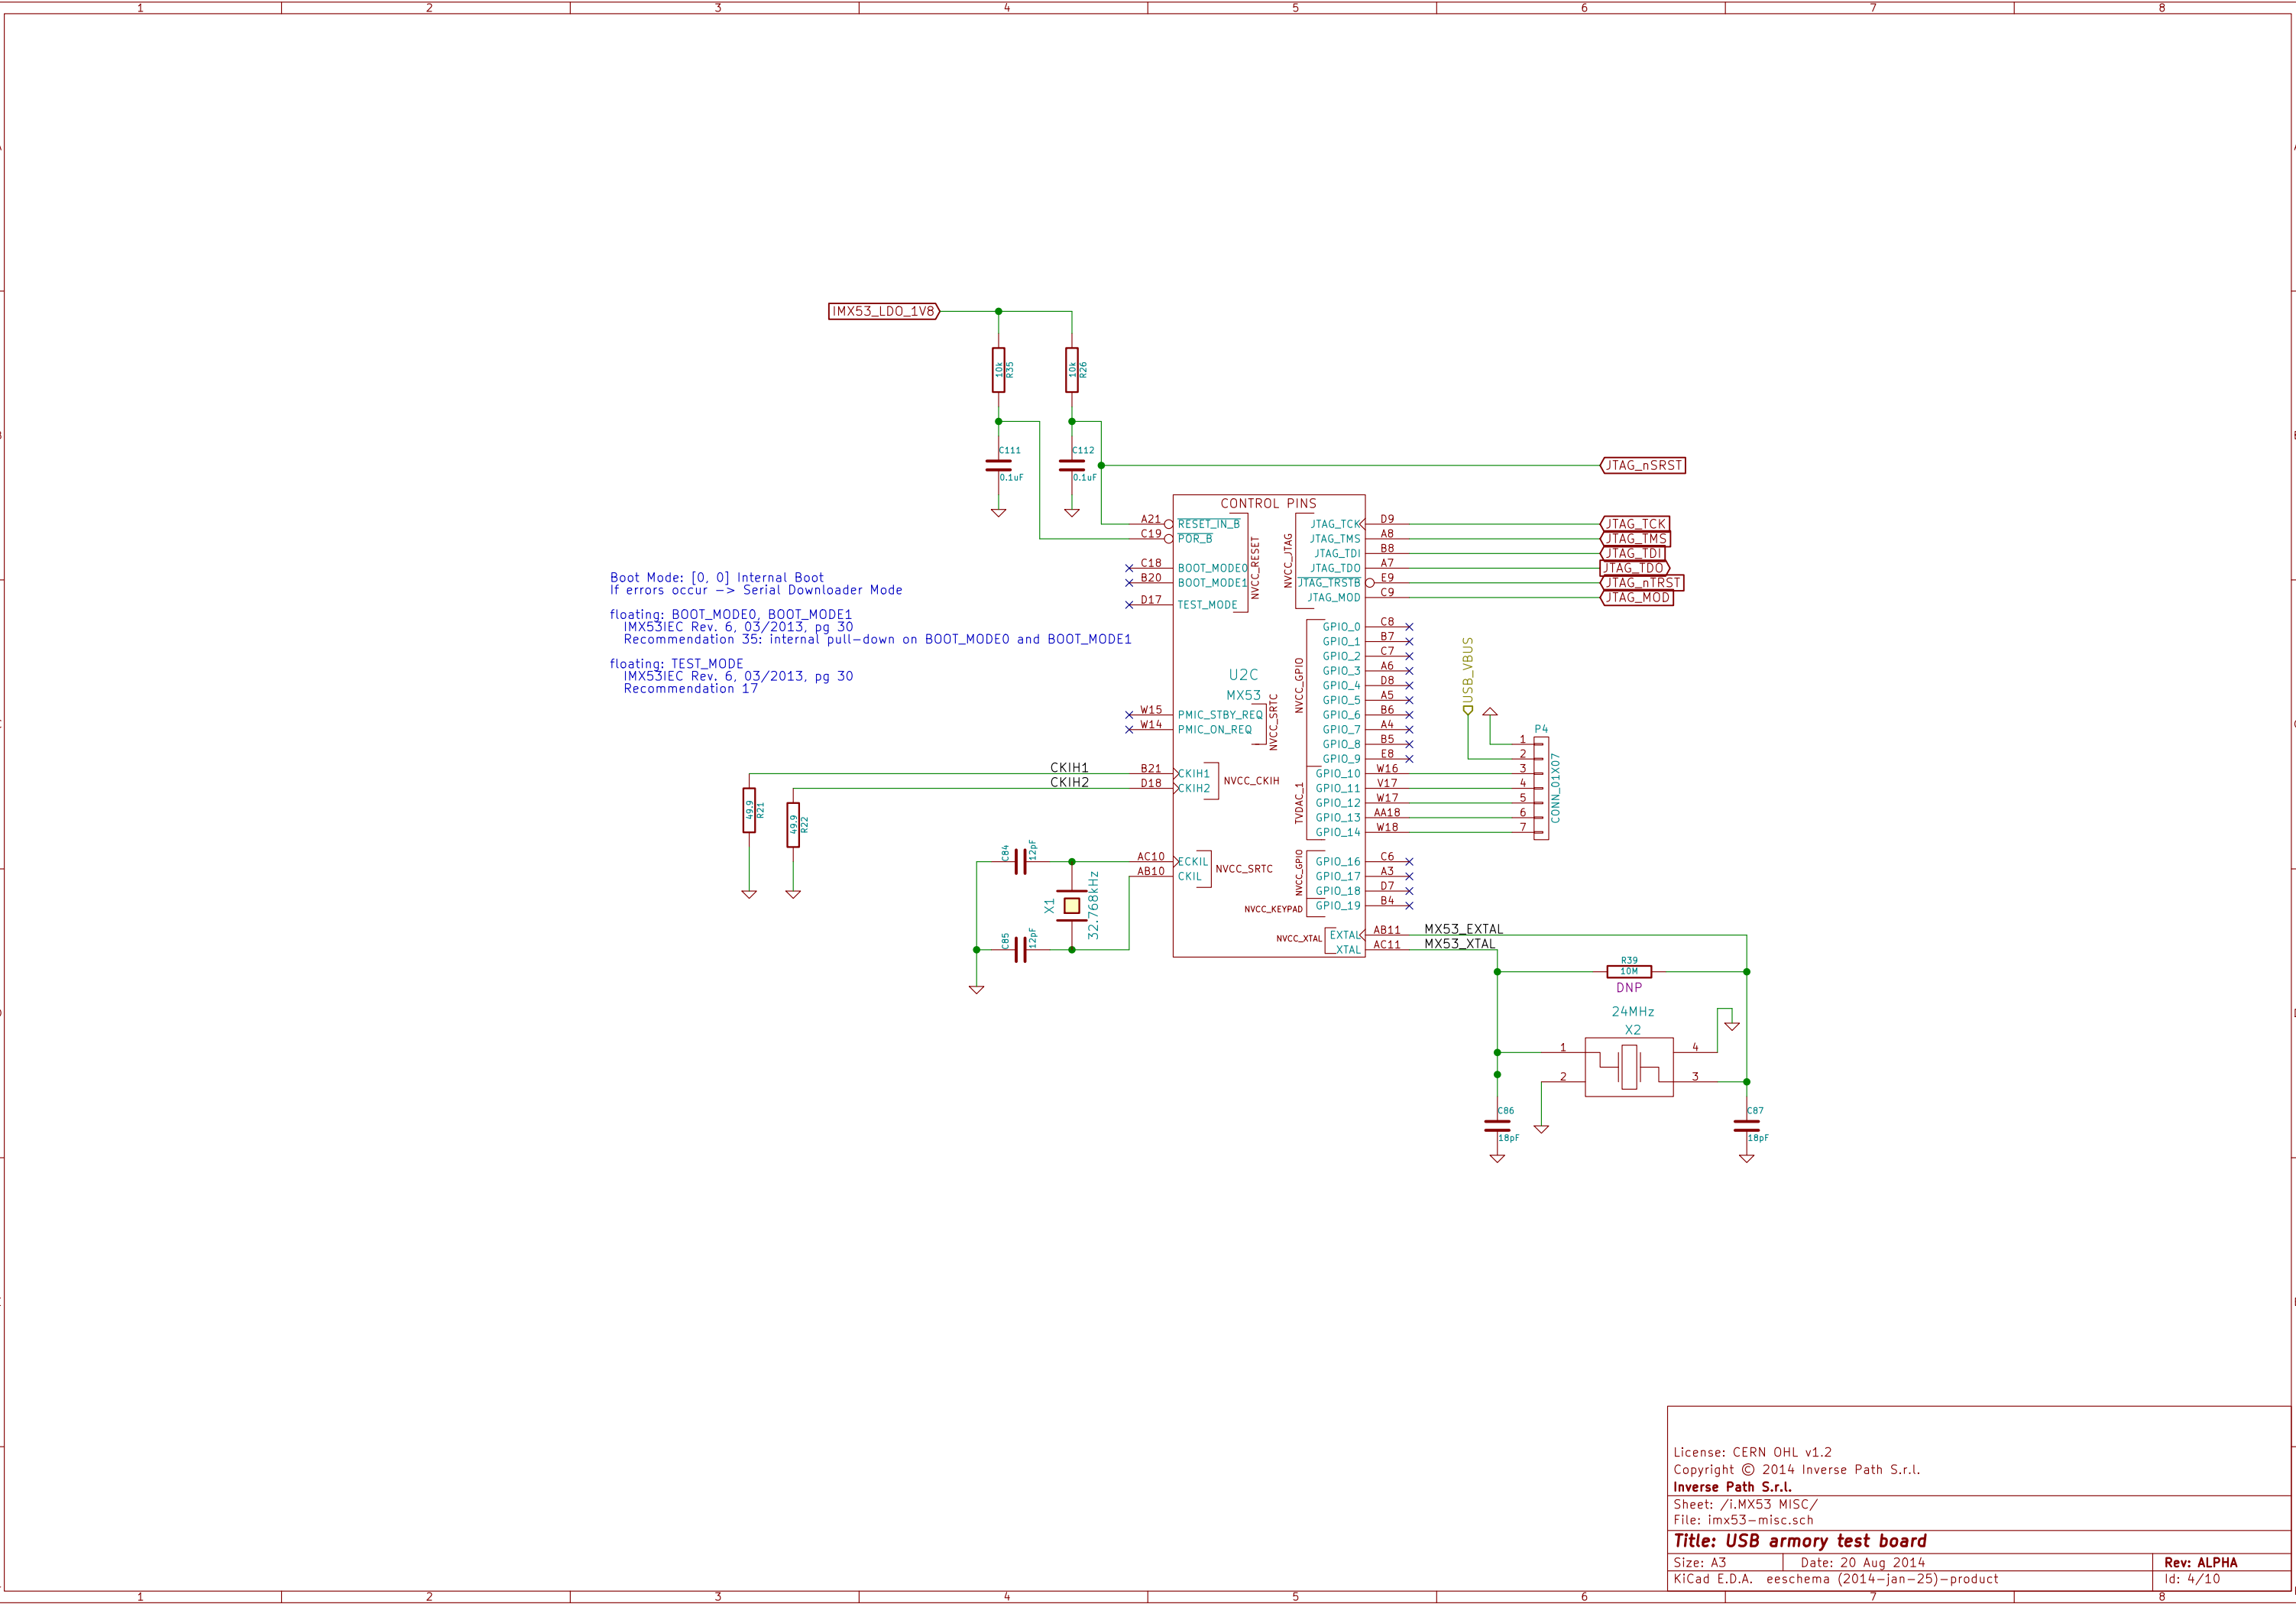 1 2 3 4 5 6 7 8
IMX53_LDO_1V8
10k
R35
10k
R26
C111
0.1uF
C112
0.1uF
JTAG_nSRST
CONTROL PINS
A21 RESET_IN_B
C19 POR_B
C18 BOOT_MODE0
B20 BOOT_MODE1
D17 TEST_MODE
NVCC_RESET
NVCC_JTAG
JTAG_TCK D9 JTAG_TCK
JTAG_TMS A8 JTAG_TMS
JTAG_TDI B8 JTAG_TDI
JTAG_TDO A7 JTAG_TDO
JTAG_TRSTB E9 JTAG_nTRST
JTAG_MOD C9 JTAG_MOD
Boot Mode: [0, 0] Internal Boot
If errors occur -> Serial Downloader Mode
floating: BOOT_MODE0, BOOT_MODE1
IMX53IEC Rev. 6, 03/2013, pg 30
Recommendation 35: internal pull-down on BOOT_MODE0 and BOOT_MODE1
floating: TEST_MODE
IMX53IEC Rev. 6, 03/2013, pg 30
Recommendation 17
U2C
MX53
W15 PMIC_STBY_REQ
W14 PMIC_ON_REQ
NVCC_SRTC
NVCC_GPIO
GPIO_0 C8
GPIO_1 B7
GPIO_2 C7
GPIO_3 A6
GPIO_4 D8
GPIO_5 A5
GPIO_6 B6
GPIO_7 A4
GPIO_8 B5
GPIO_9 E8
GPIO_10 W16
GPIO_11 V17
GPIO_12 W17
GPIO_13 AA18
GPIO_14 W18
TVDAC_1
USB_VBUS
P4
1
2
3
4
5
6
7
CONN_01X07
CKIH1 B21 CKIH1
CKIH2 D18 CKIH2
NVCC_CKIH
49.9
R21
49.9
R22
C84
12pF
AC10 ECKIL
AB10 CKIL
NVCC_SRTC
X1
32.768kHz
C85
12pF
NVCC_GPIO
GPIO_16 C6
GPIO_17 A3
GPIO_18 D7
GPIO_19 B4
NVCC_KEYPAD
NVCC_XTAL
EXTAL AB11 MX53_EXTAL
XTAL AC11 MX53_XTAL
R39
10M
DNP
24MHz
X2
1 4
2 3
C86
18pF
C87
18pF
License: CERN OHL v1.2
Copyright © 2014 Inverse Path S.r.l.
Inverse Path S.r.l.
Sheet: /i.MX53 MISC/
File: imx53-misc.sch
Title: USB armory test board
Size: A3 Date: 20 Aug 2014 Rev: ALPHA
KiCad E.D.A. eeschema (2014-jan-25)-product Id: 4/10
1 2 3 4 5 6 7 8